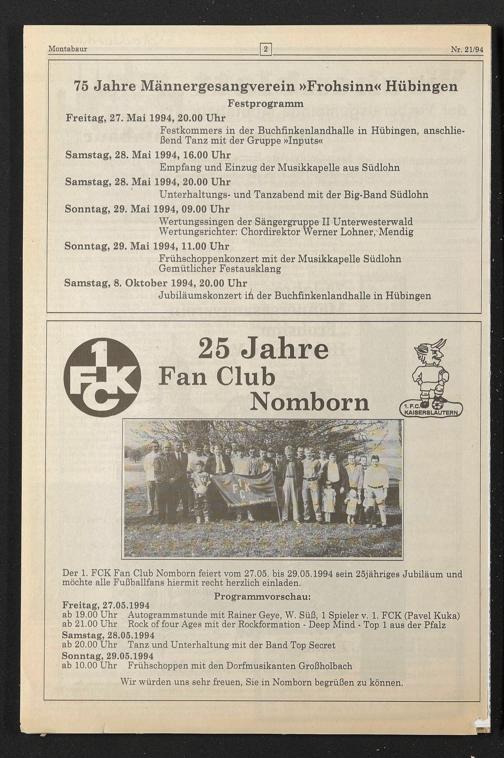 Montabaur
2
Nr. 21/94
75 Jahre Männergesangverein »Frohsinn« Hübingen
Festprogramm
Freitag, 27. Mai 1994, 20.00 Uhr
Festkommers in der Buchfinkenlandhalle in Hübingen, anschlie-
ßend Tanz mit der Gruppe »Inputs«
Samstag, 28. Mai 1994, 16.00 Uhr
Empfang und Einzug der Musikkapelle aus Südlohn
Samstag, 28. Mai 1994, 20.00 Uhr
Unterhaltungs- und Tanzabend mit der Big-Band Südlohn
Sonntag, 29. Mai 1994, 09.00 Uhr
Wertungssingen der Sängergruppe II Unterwesterwald
Wertungsrichter: Chordirektor Werner Lohner, Mendig
Sonntag, 29. Mai 1994, 11.00 Uhr
Frühschoppenkonzert mit der Musikkapelle Südlohn
Gemütlicher Festausklang
Samstag, 8. Oktober 1994, 20.00 Uhr
Jubiläumskonzert in der Buchfinkenlandhalle in Hübingen
1
FCK
25 Jahre
Fan Club
Nomborn
1. F.C.
KAISERSLAUTERN
FCK
Der 1. FCK Fan Club Nomborn feiert vom 27.05. bis 29.05.1994 sein 25jähriges Jubiläum und
möchte alle Fußballfans hiermit recht herzlich einladen.
Programmvorschau:
Freitag, 27.05.1994
ab 19.00 Uhr Autogrammstunde mit Rainer Geye, W. Süß, 1 Spieler v. 1. FCK (Pavel Kuka)
ab 21.00 Uhr Rock of four Ages mit der Rockformation - Deep Mind - Top 1 aus der Pfalz
Samstag, 28.05.1994
ab 20.00 Uhr Tanz und Unterhaltung mit der Band Top Secret
Sonntag, 29.05.1994
ab 10.00 Uhr Frühschoppen mit den Dorfmusikanten Großholbach
Wir würden uns sehr freuen, Sie in Nomborn begrüßen zu können.